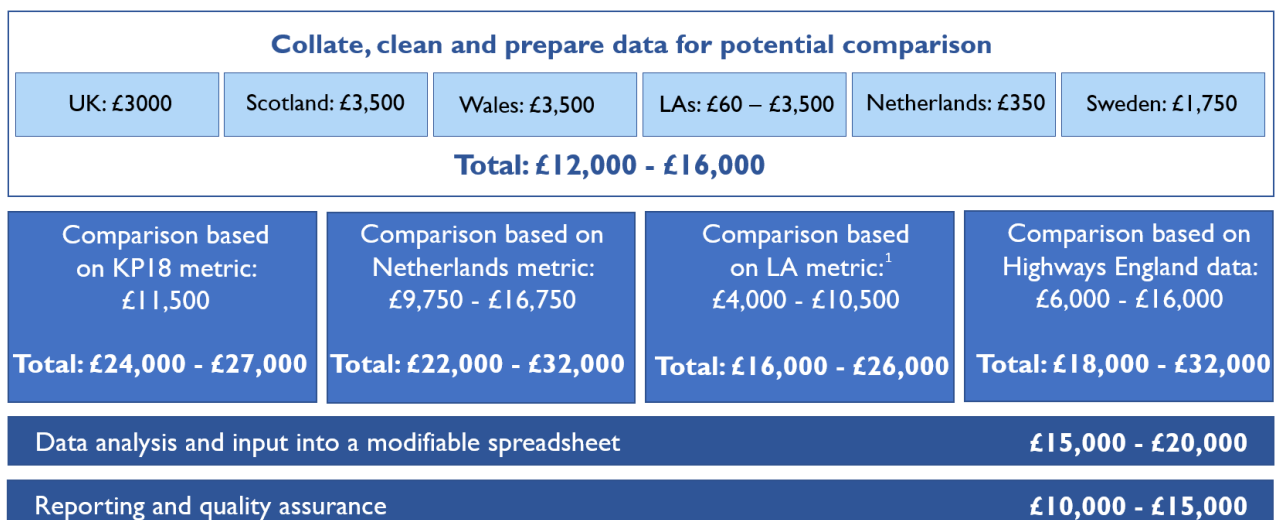 Collate, clean and prepare data for potential comparison
UK: £3000
Scotland: £3,500
Wales: £3,500
LAs: £60 – £3,500
Netherlands: £350
Sweden: £1,750
Total: £12,000 - £16,000
Comparison based
on KP18 metric:
£11,500
Total: £24,000 - £27,000
Comparison based on
Netherlands metric:
£9,750 - £16,750
Total: £22,000 - £32,000
Comparison based
on LA metric:¹
£4,000 - £10,500
Total: £16,000 - £26,000
Comparison based on
Highways England data:
£6,000 - £16,000
Total: £18,000 - £32,000
Data analysis and input into a modifiable spreadsheet £15,000 - £20,000
Reporting and quality assurance £10,000 - £15,000